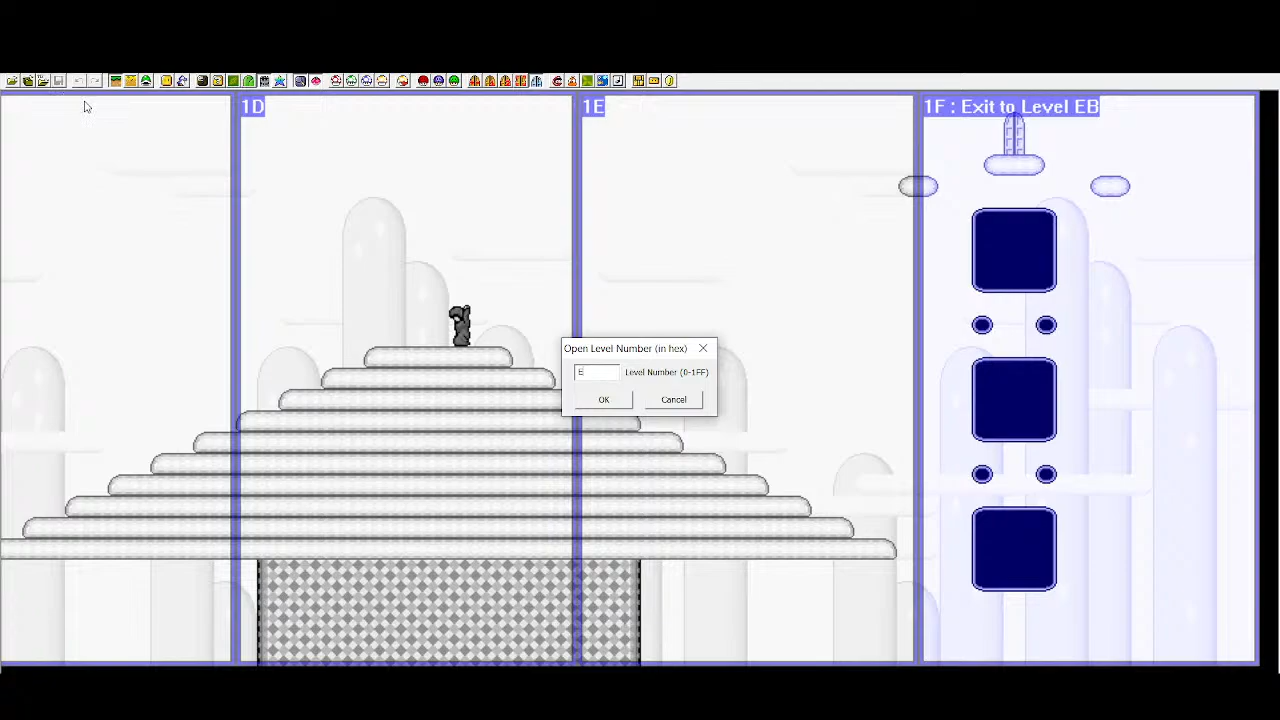 1D
1E
1F : Exit to Level EB
Open Level Number (in hex)
E
Level Number (0-1FF)
OK
Cancel